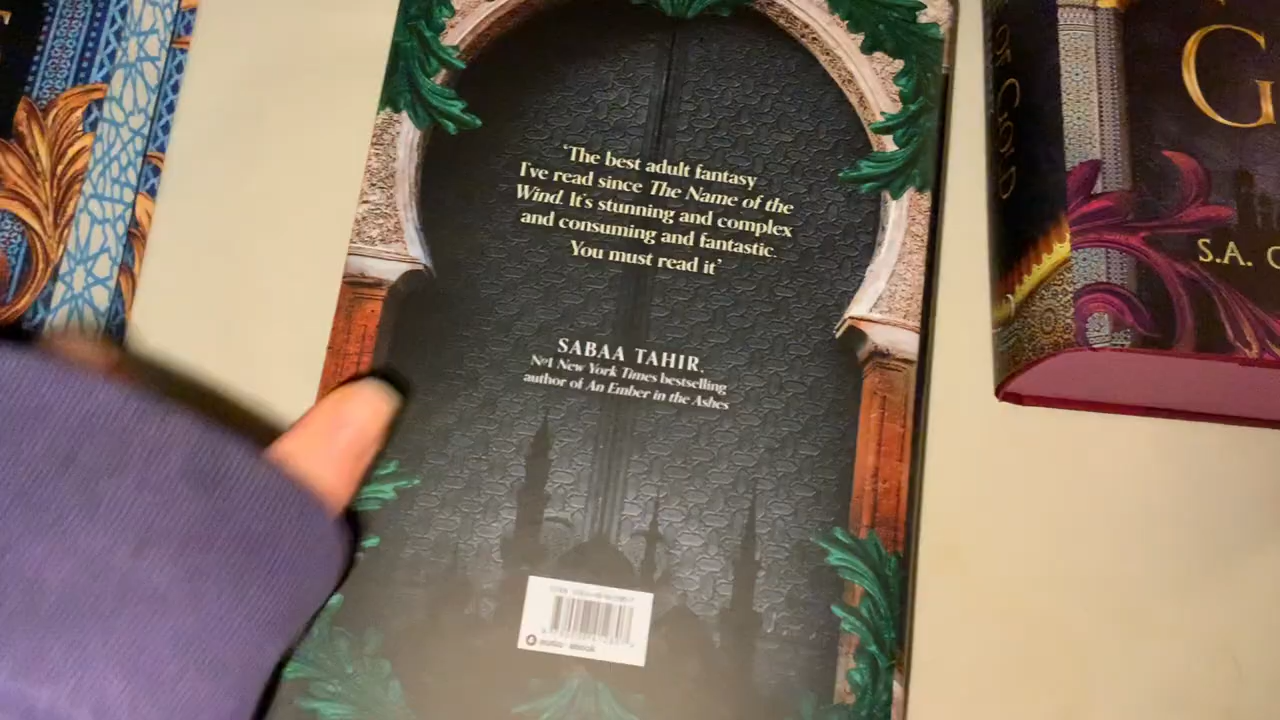 ‘The best adult fantasy
I've read since The Name of the
Wind. It's stunning and complex
and consuming and fantastic.
You must read it’
SABAA TAHIR,
No1 New York Times bestselling
author of An Ember in the Ashes
OF GOLD
G
S.A.